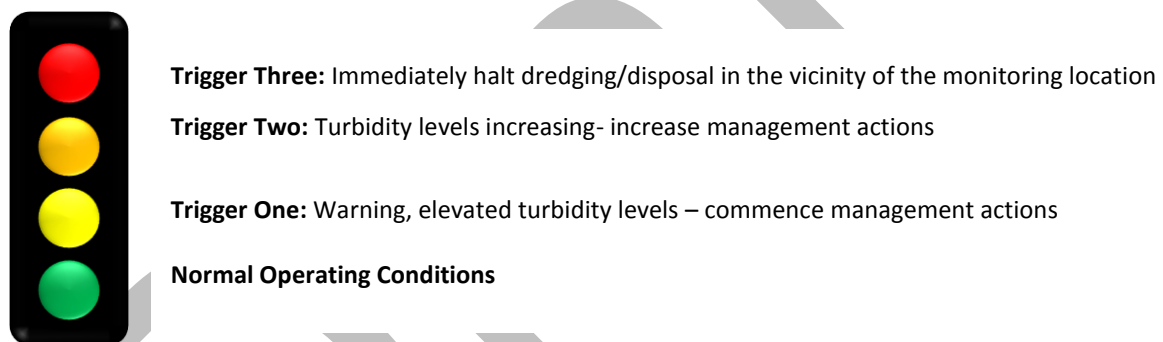 Trigger Three: Immediately halt dredging/disposal in the vicinity of the monitoring location
Trigger Two: Turbidity levels increasing- increase management actions
Trigger One: Warning, elevated turbidity levels – commence management actions
Normal Operating Conditions